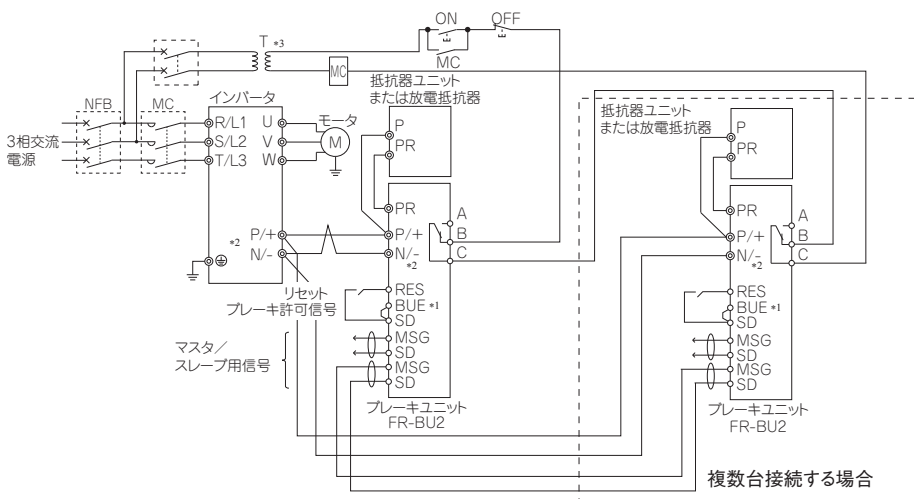 ON
OFF
T *3
MC
MC
抵抗器ユニット
または放電抵抗器
抵抗器ユニット
または放電抵抗器
NFB
MC
インバータ
モータ
3相交流
電源
R/L1
S/L2
T/L3
U
V
W
M
P
PR
P
PR
PR
A
B
C
P/+
N/-
*2
P/+
N/-
*2
PR
A
B
C
P/+
N/-
*2
リセット
ブレーキ許可信号
RES
BUE *1
SD
MSG
SD
MSG
SD
RES
BUE *1
SD
MSG
SD
MSG
SD
マスタ／
スレーブ用信号
ブレーキユニット
FR-BU2
ブレーキユニット
FR-BU2
複数台接続する場合